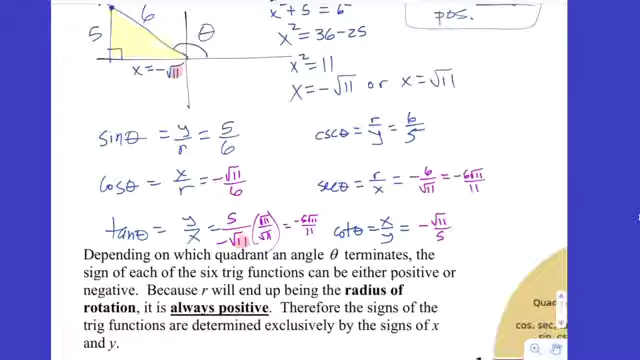 6
5
θ
x = -√11
x² + 5 = 6
x² = 36 - 25
x² = 11
x = -√11 or x = √11
pos.
sinθ = y/r = 5/6
cscθ = r/y = 6/5
cosθ = x/r = -√11/6
secθ = r/x = -6/√11 = -6√11/11
tanθ = y/x = 5/-√11 (√11/√11) = -5√11/11
cotθ = x/y = -√11/5
Depending on which quadrant an angle θ terminates, the
sign of each of the six trig functions can be either positive or
negative. Because r will end up being the radius of
rotation, it is always positive. Therefore the signs of the
trig functions are determined exclusively by the signs of x
and y.
Quad
cos. sec.